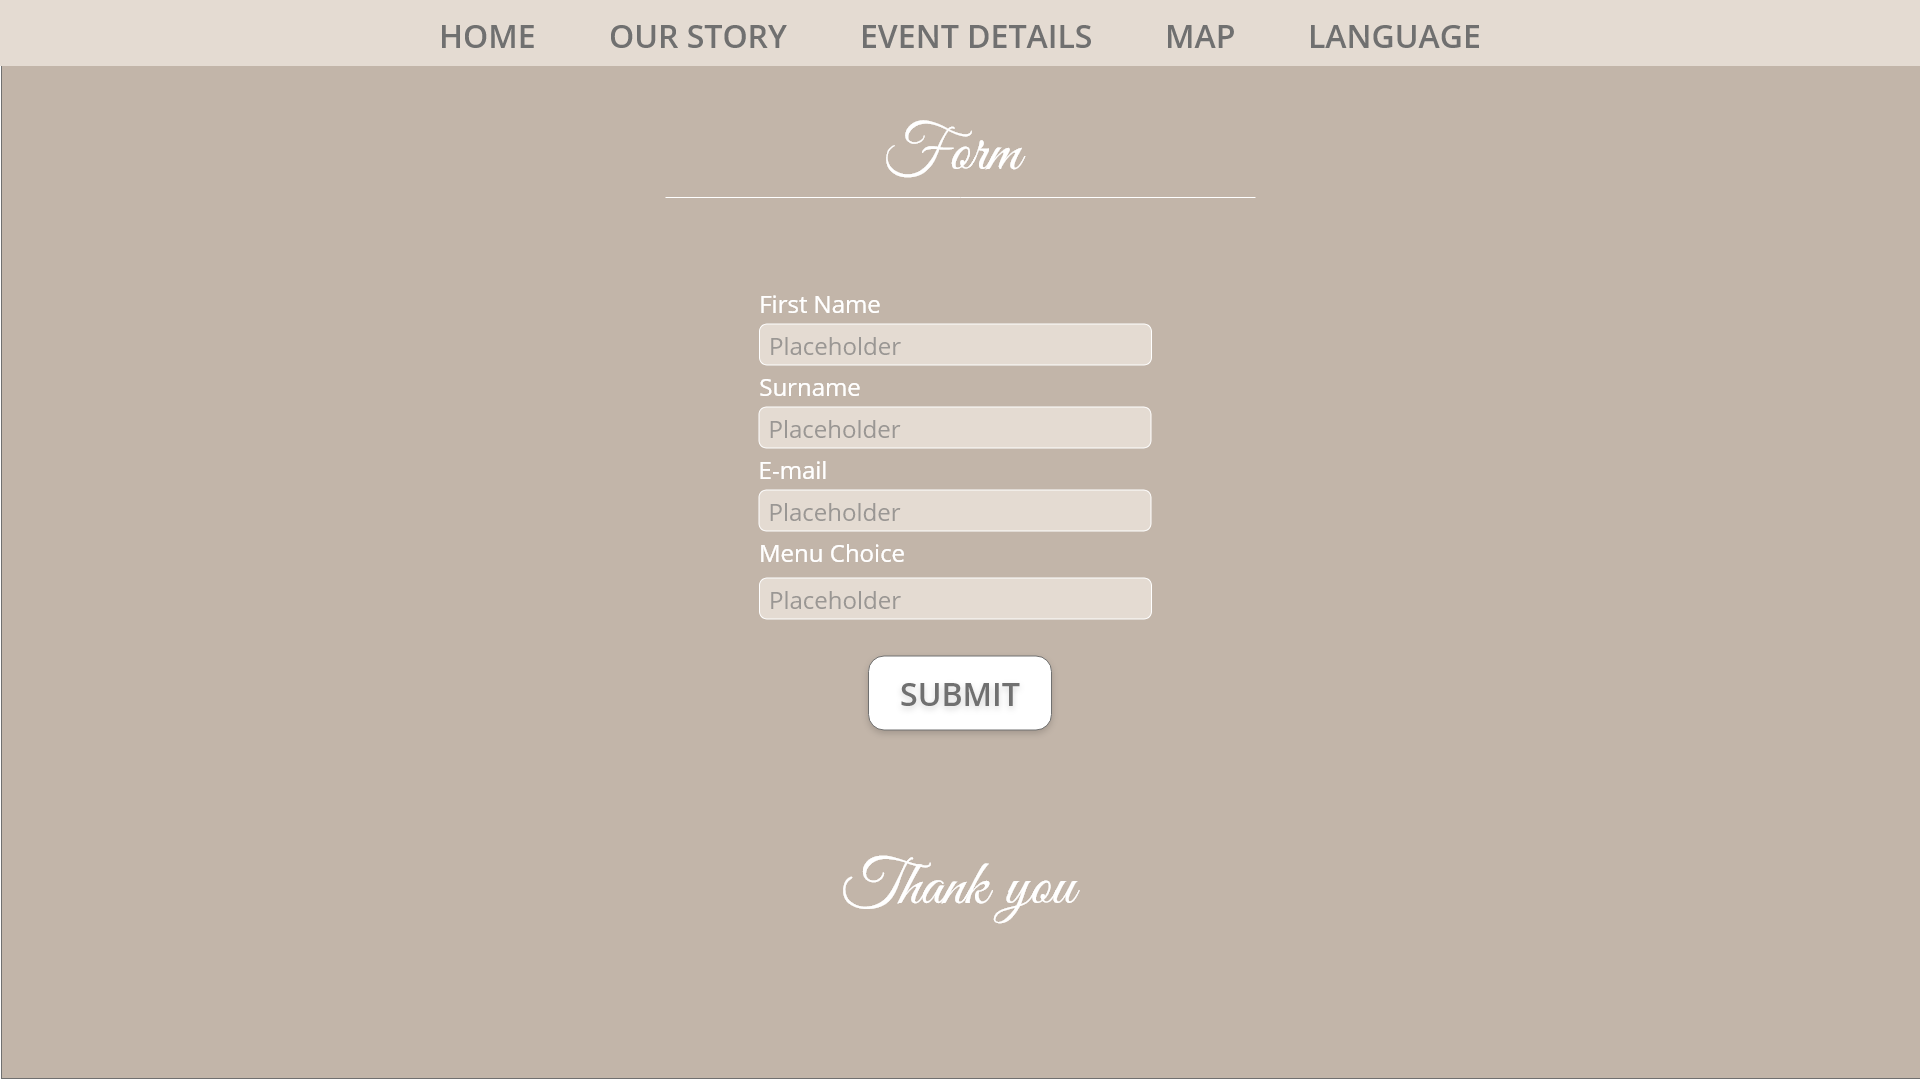 HOME OUR STORY EVENT DETAILS MAP LANGUAGE
Form
First Name
Placeholder
Surname
Placeholder
E-mail
Placeholder
Menu Choice
Placeholder
SUBMIT
Thank you